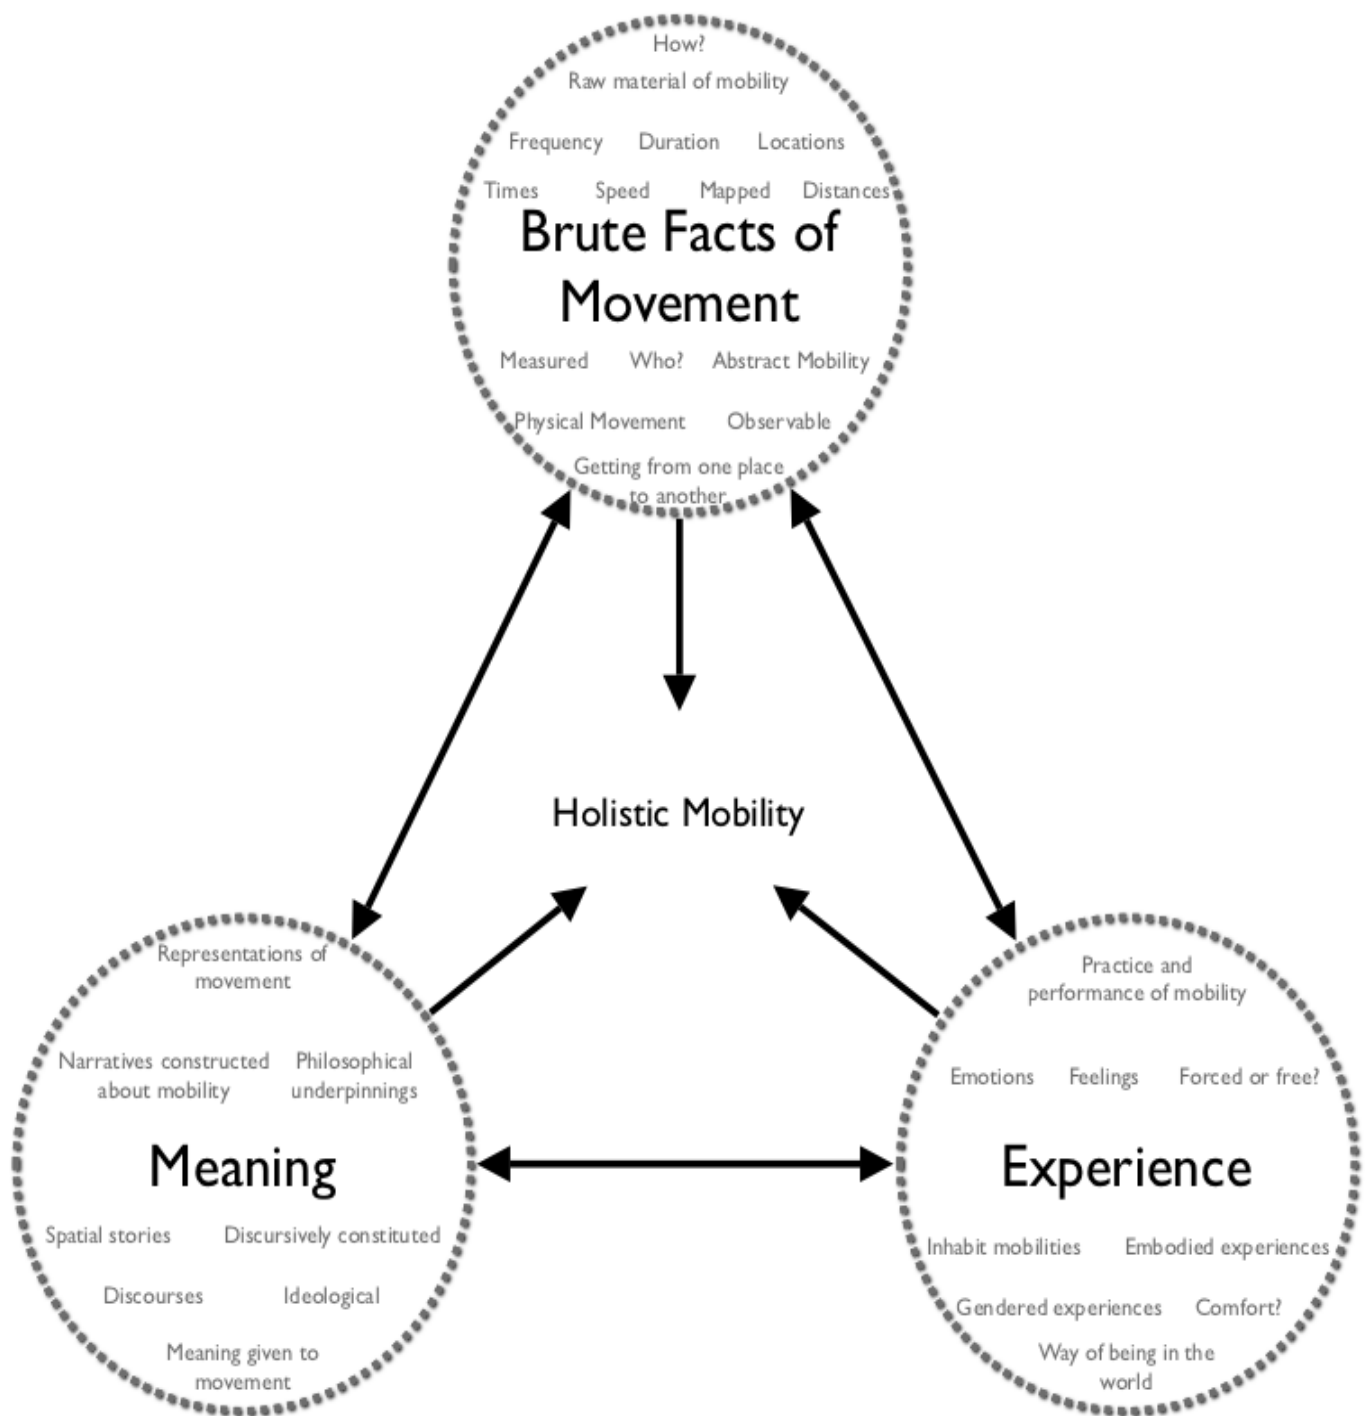 How?
Raw material of mobility
Frequency Duration Locations
Times Speed Mapped Distances
Brute Facts of
Movement
Measured Who? Abstract Mobility
Physical Movement Observable
Getting from one place
to another
Holistic Mobility
Representations of
movement
Narratives constructed
about mobility
Philosophical
underpinnings
Meaning
Spatial stories Discursively constituted
Discourses Ideological
Meaning given to
movement
Practice and
performance of mobility
Emotions Feelings Forced or free?
Experience
Inhabit mobilities Embodied experiences
Gendered experiences Comfort?
Way of being in the
world